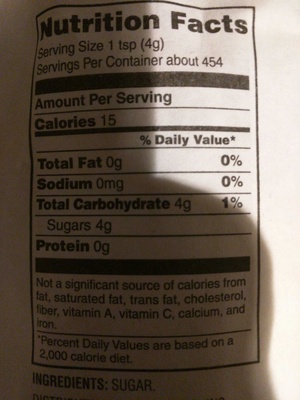 Nutrition Facts
Serving Size 1 tsp (4g)
Servings Per Container about 454
Amount Per Serving
Calories 15
% Daily Value*
Total Fat 0g 0%
Sodium 0mg 0%
Total Carbohydrate 4g 1%
Sugars 4g
Protein 0g
Not a significant source of calories from
fat, saturated fat, trans fat, cholesterol,
fiber, vitamin A, vitamin C, calcium, and
iron.
*Percent Daily Values are based on a
2,000 calorie diet.
INGREDIENTS: SUGAR.